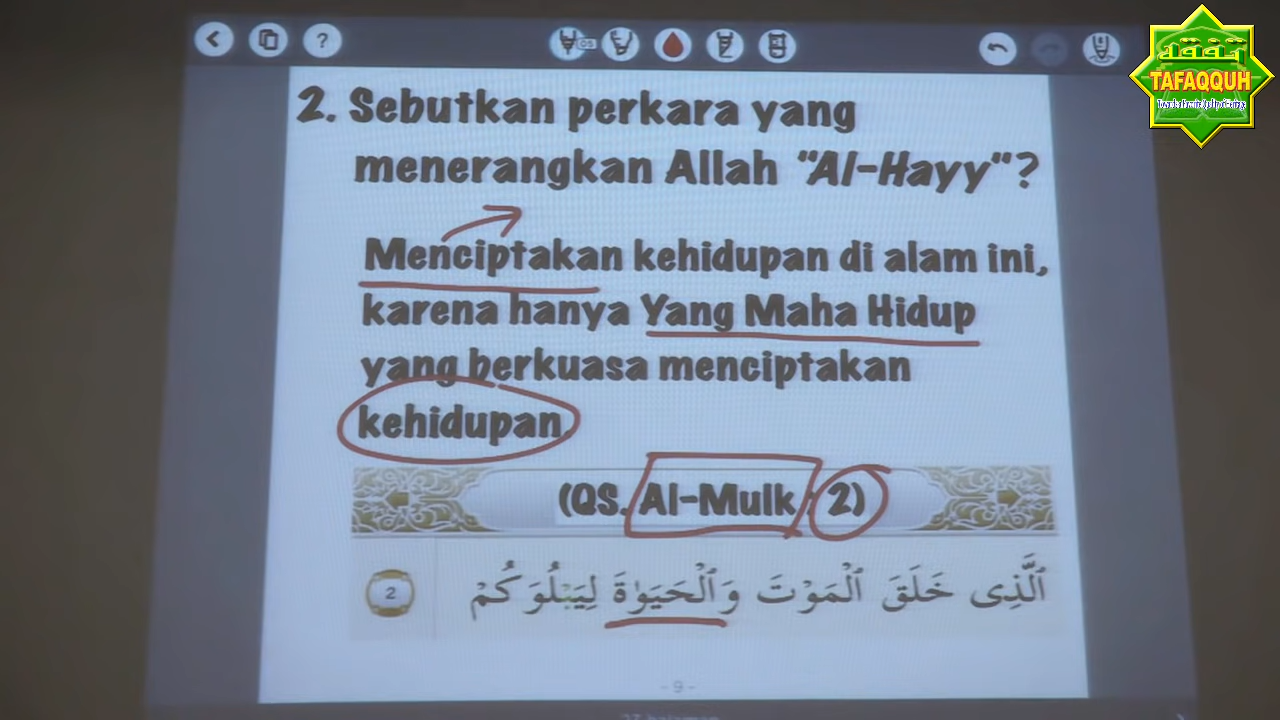 تفقه
TAFAQQUH
2. Sebutkan perkara yang
menerangkan Allah "Al-Hayy"?
Menciptakan kehidupan di alam ini,
karena hanya Yang Maha Hidup
yang berkuasa menciptakan
kehidupan.
(QS. Al-Mulk : 2)
ٱلَّذِى خَلَقَ ٱلْمَوْتَ وَٱلْحَيَوٰةَ لِيَبْلُوَكُمْ
2
- 9 -